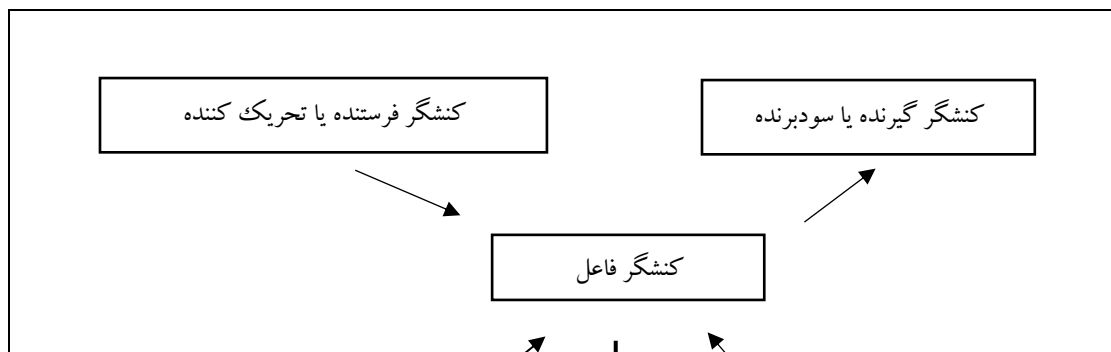 کنشگر گیرنده یا سودبرنده
کنشگر فرستنده یا تحریک کننده
کنشگر فاعل